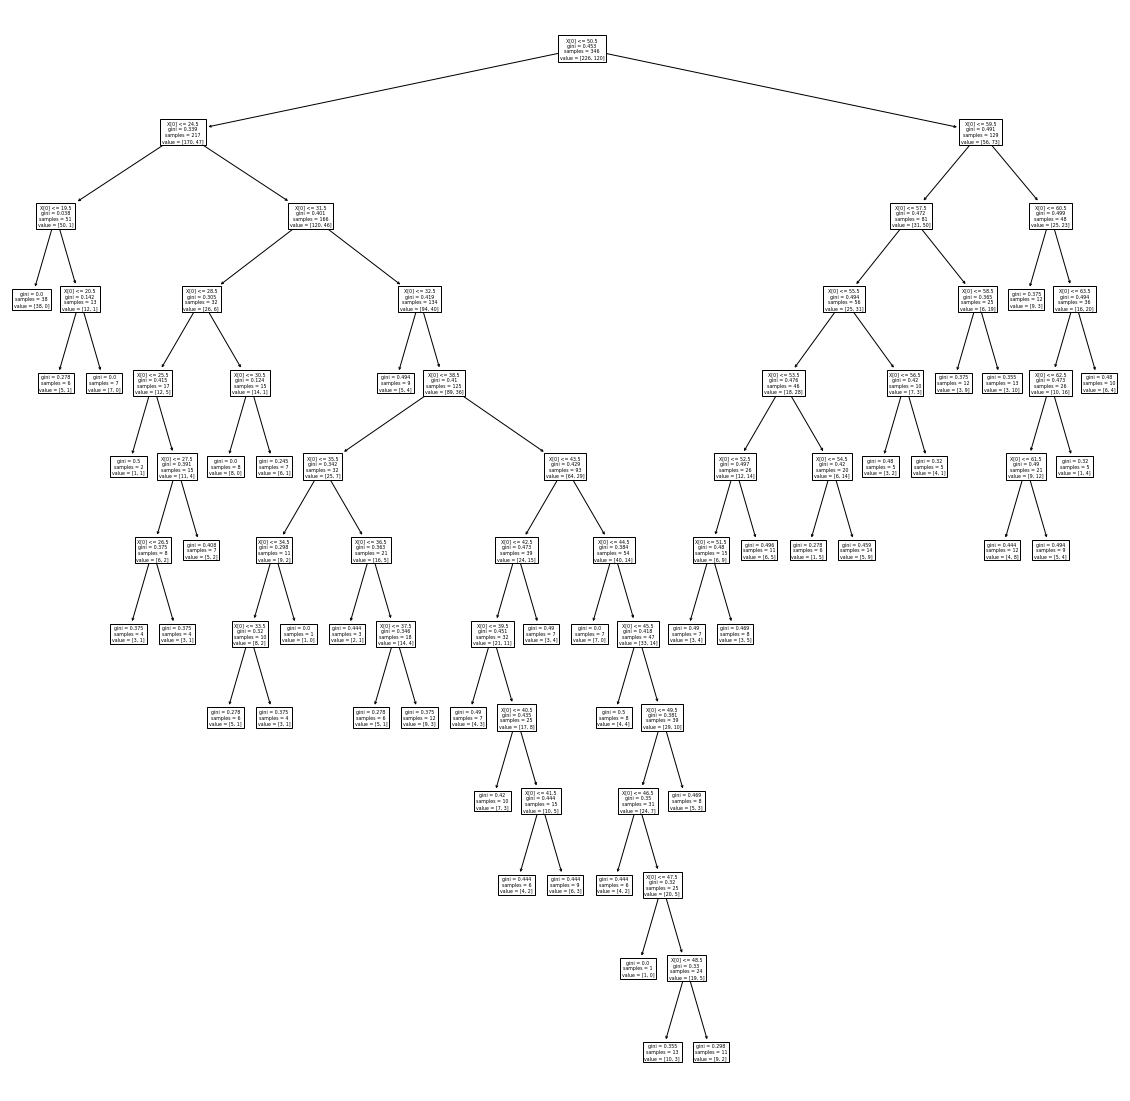 X[0] <= 50.5
gini = 0.453
samples = 346
value = [226, 120]
X[0] <= 24.5
gini = 0.339
samples = 217
value = [170, 47]
X[0] <= 59.5
gini = 0.491
samples = 129
value = [56, 73]
X[0] <= 19.5
gini = 0.038
samples = 51
value = [50, 1]
X[0] <= 31.5
gini = 0.401
samples = 166
value = [120, 46]
X[0] <= 57.5
gini = 0.472
samples = 81
value = [31, 50]
X[0] <= 60.5
gini = 0.499
samples = 48
value = [25, 23]
gini = 0.0
samples = 38
value = [38, 0]
X[0] <= 20.5
gini = 0.142
samples = 13
value = [12, 1]
X[0] <= 28.5
gini = 0.305
samples = 32
value = [26, 6]
X[0] <= 32.5
gini = 0.419
samples = 134
value = [94, 40]
X[0] <= 55.5
gini = 0.494
samples = 56
value = [25, 31]
X[0] <= 58.5
gini = 0.365
samples = 25
value = [6, 19]
gini = 0.375
samples = 12
value = [9, 3]
X[0] <= 63.5
gini = 0.494
samples = 36
value = [16, 20]
gini = 0.278
samples = 6
value = [5, 1]
gini = 0.0
samples = 7
value = [7, 0]
X[0] <= 25.5
gini = 0.415
samples = 17
value = [12, 5]
X[0] <= 30.5
gini = 0.124
samples = 15
value = [14, 1]
gini = 0.494
samples = 9
value = [5, 4]
X[0] <= 38.5
gini = 0.41
samples = 125
value = [89, 36]
X[0] <= 53.5
gini = 0.476
samples = 46
value = [18, 28]
X[0] <= 56.5
gini = 0.42
samples = 10
value = [7, 3]
gini = 0.375
samples = 12
value = [3, 9]
gini = 0.355
samples = 13
value = [3, 10]
X[0] <= 62.5
gini = 0.473
samples = 26
value = [10, 16]
gini = 0.48
samples = 10
value = [6, 4]
gini = 0.5
samples = 2
value = [1, 1]
X[0] <= 27.5
gini = 0.391
samples = 15
value = [11, 4]
gini = 0.0
samples = 8
value = [8, 0]
gini = 0.245
samples = 7
value = [6, 1]
X[0] <= 35.5
gini = 0.342
samples = 32
value = [25, 7]
X[0] <= 43.5
gini = 0.429
samples = 93
value = [64, 29]
X[0] <= 52.5
gini = 0.497
samples = 26
value = [12, 14]
X[0] <= 54.5
gini = 0.42
samples = 20
value = [6, 14]
gini = 0.48
samples = 5
value = [3, 2]
gini = 0.32
samples = 5
value = [4, 1]
X[0] <= 61.5
gini = 0.49
samples = 21
value = [9, 12]
gini = 0.32
samples = 5
value = [1, 4]
X[0] <= 26.5
gini = 0.375
samples = 8
value = [6, 2]
gini = 0.408
samples = 7
value = [5, 2]
X[0] <= 34.5
gini = 0.298
samples = 11
value = [9, 2]
X[0] <= 36.5
gini = 0.363
samples = 21
value = [16, 5]
X[0] <= 42.5
gini = 0.473
samples = 39
value = [24, 15]
X[0] <= 44.5
gini = 0.384
samples = 54
value = [40, 14]
X[0] <= 51.5
gini = 0.48
samples = 15
value = [6, 9]
gini = 0.496
samples = 11
value = [6, 5]
gini = 0.278
samples = 6
value = [1, 5]
gini = 0.459
samples = 14
value = [5, 9]
gini = 0.444
samples = 12
value = [4, 8]
gini = 0.494
samples = 9
value = [5, 4]
gini = 0.375
samples = 4
value = [3, 1]
gini = 0.375
samples = 4
value = [3, 1]
X[0] <= 33.5
gini = 0.32
samples = 10
value = [8, 2]
gini = 0.0
samples = 1
value = [1, 0]
gini = 0.444
samples = 3
value = [2, 1]
X[0] <= 37.5
gini = 0.346
samples = 18
value = [14, 4]
X[0] <= 39.5
gini = 0.451
samples = 32
value = [21, 11]
gini = 0.49
samples = 7
value = [3, 4]
gini = 0.0
samples = 7
value = [7, 0]
X[0] <= 45.5
gini = 0.418
samples = 47
value = [33, 14]
gini = 0.49
samples = 7
value = [3, 4]
gini = 0.469
samples = 8
value = [3, 5]
gini = 0.278
samples = 6
value = [5, 1]
gini = 0.375
samples = 4
value = [3, 1]
gini = 0.278
samples = 6
value = [5, 1]
gini = 0.375
samples = 12
value = [9, 3]
gini = 0.49
samples = 7
value = [4, 3]
X[0] <= 40.5
gini = 0.435
samples = 25
value = [17, 8]
gini = 0.5
samples = 8
value = [4, 4]
X[0] <= 49.5
gini = 0.381
samples = 39
value = [29, 10]
gini = 0.42
samples = 10
value = [7, 3]
X[0] <= 41.5
gini = 0.444
samples = 15
value = [10, 5]
X[0] <= 46.5
gini = 0.35
samples = 31
value = [24, 7]
gini = 0.469
samples = 8
value = [5, 3]
gini = 0.444
samples = 6
value = [4, 2]
gini = 0.444
samples = 9
value = [6, 3]
gini = 0.444
samples = 6
value = [4, 2]
X[0] <= 47.5
gini = 0.32
samples = 25
value = [20, 5]
gini = 0.0
samples = 1
value = [1, 0]
X[0] <= 48.5
gini = 0.33
samples = 24
value = [19, 5]
gini = 0.355
samples = 13
value = [10, 3]
gini = 0.298
samples = 11
value = [9, 2]